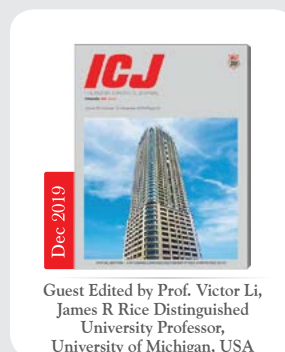 ICJ
Dec 2019
Guest Edited by Prof. Victor Li,
James R Rice Distinguished
University Professor,
University of Michigan, USA